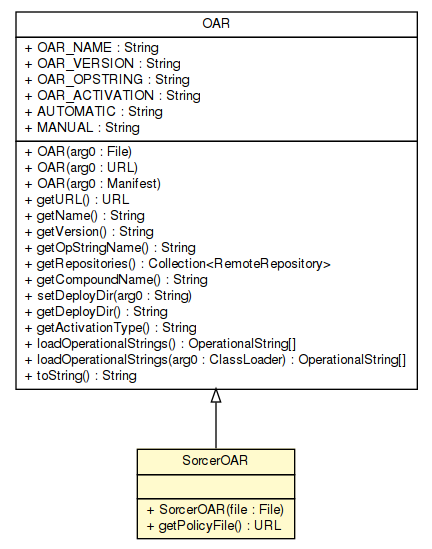 OAR
+ OAR_NAME : String
+ OAR_VERSION : String
+ OAR_OPSTRING : String
+ OAR_ACTIVATION : String
+ AUTOMATIC : String
+ MANUAL : String
+ OAR(arg0 : File)
+ OAR(arg0 : URL)
+ OAR(arg0 : Manifest)
+ getURL() : URL
+ getName() : String
+ getVersion() : String
+ getOpStringName() : String
+ getRepositories() : Collection<RemoteRepository>
+ getCompoundName() : String
+ setDeployDir(arg0 : String)
+ getDeployDir() : String
+ getActivationType() : String
+ loadOperationalStrings() : OperationalString[]
+ loadOperationalStrings(arg0 : ClassLoader) : OperationalString[]
+ toString() : String
SorcerOAR
+ SorcerOAR(file : File)
+ getPolicyFile() : URL